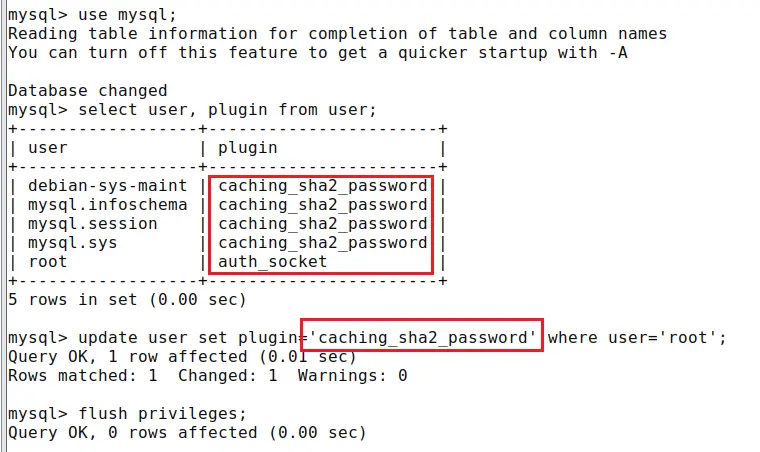 mysql> use mysql;
Reading table information for completion of table and column names
You can turn off this feature to get a quicker startup with -A
Database changed
mysql> select user, plugin from user;
+------------------+-----------------------+
| user             | plugin                |
+------------------+-----------------------+
| debian-sys-maint | caching_sha2_password |
| mysql.infoschema | caching_sha2_password |
| mysql.session    | caching_sha2_password |
| mysql.sys        | caching_sha2_password |
| root             | auth_socket           |
+------------------+-----------------------+
5 rows in set (0.00 sec)
mysql> update user set plugin='caching_sha2_password' where user='root';
Query OK, 1 row affected (0.01 sec)
Rows matched: 1  Changed: 1  Warnings: 0
mysql> flush privileges;
Query OK, 0 rows affected (0.00 sec)